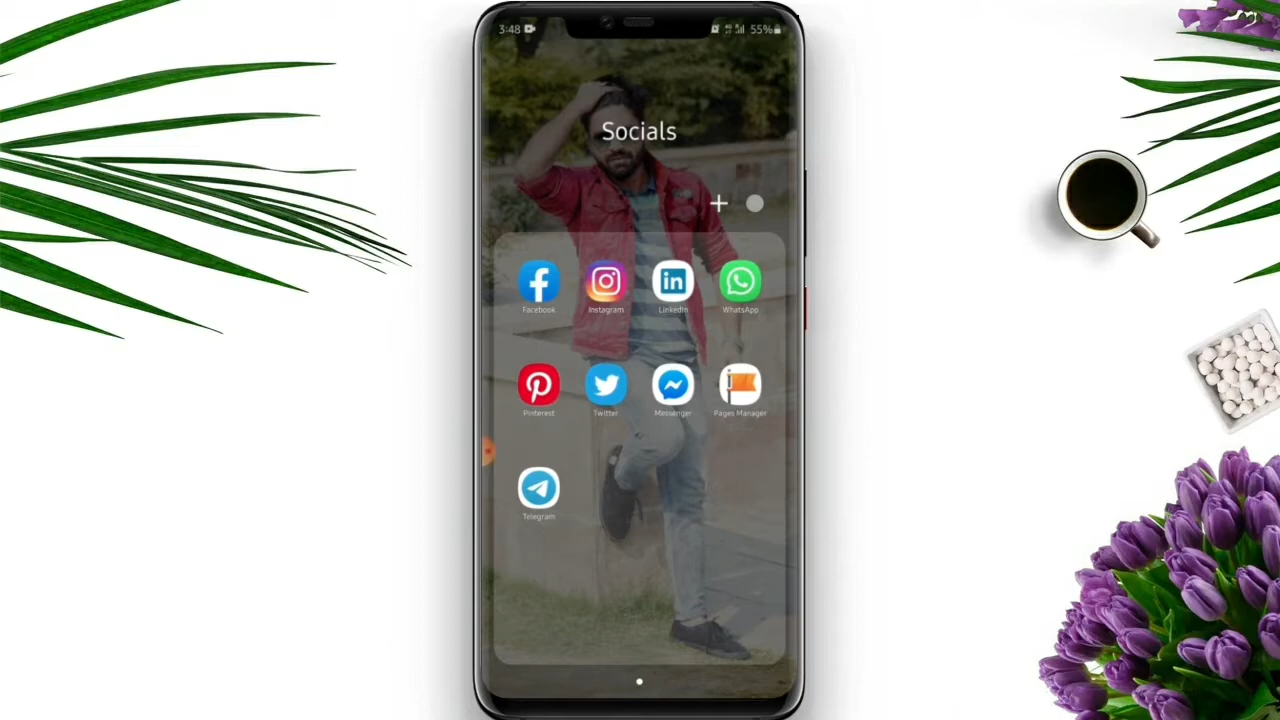 3:48 55%
Socials
Facebook Instagram LinkedIn WhatsApp
Pinterest Twitter Messenger Pages Manager
Telegram